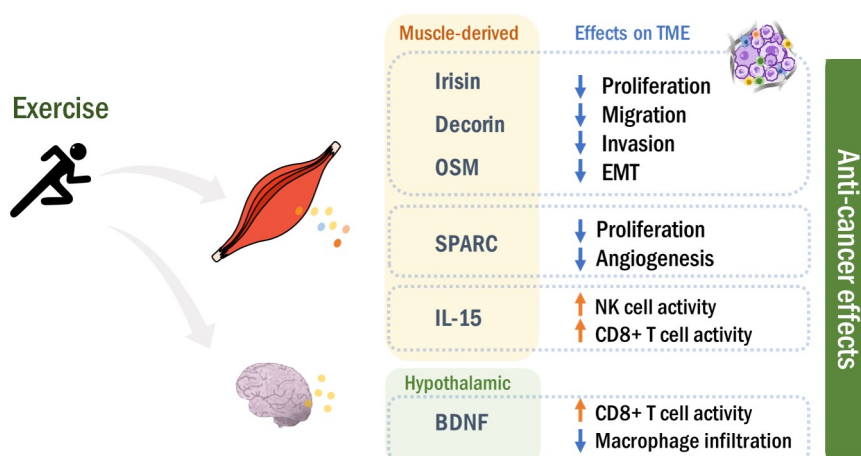 Muscle-derived
Effects on TME
Exercise
Irisin
Decorin
OSM
Proliferation
Migration
Invasion
EMT
SPARC
Proliferation
Angiogenesis
IL-15
NK cell activity
CD8+ T cell activity
Hypothalamic
BDNF
CD8+ T cell activity
Macrophage infiltration
Anti-cancer effects